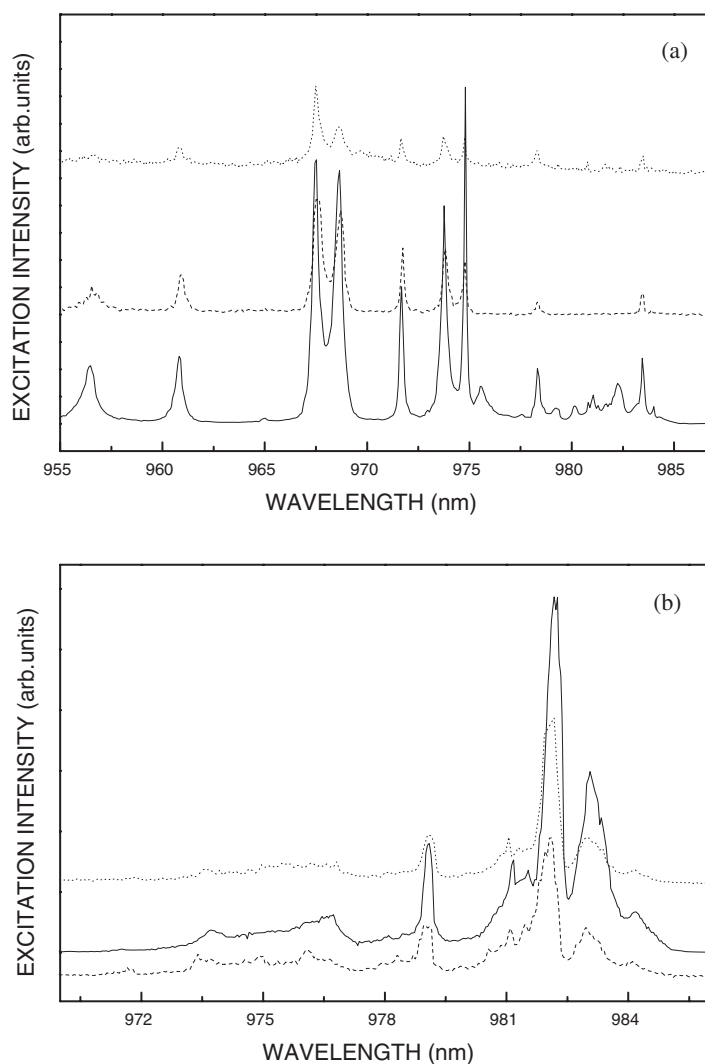 (a)
EXCITATION INTENSITY (arb.units)
955 960 965 970 975 980 985
WAVELENGTH (nm)
(b)
EXCITATION INTENSITY (arb.units)
972 975 978 981 984
WAVELENGTH (nm)